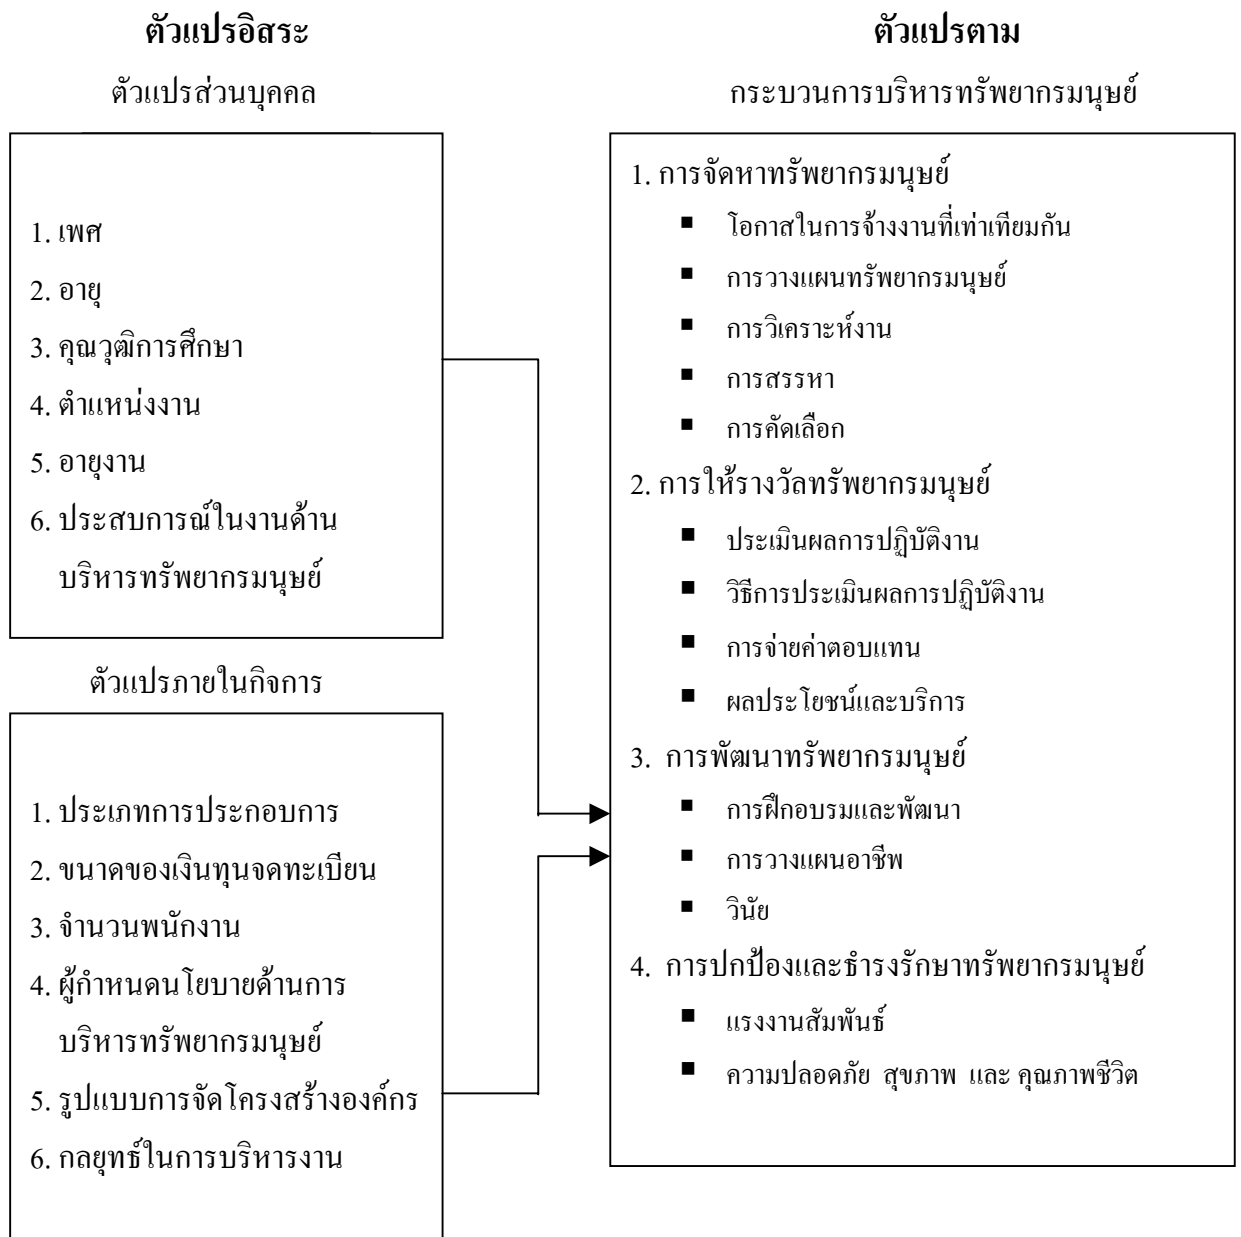 ตัวแปรอิสระ
ตัวแปรส่วนบุคคล
1. เพศ
2. อายุ
3. คุณวุฒิการศึกษา
4. ตำแหน่งงาน
5. อายุงาน
6. ประสบการณ์ในงานด้าน
บริหารทรัพยากรมนุษย์
ตัวแปรภายในกิจการ
1. ประเภทการประกอบการ
2. ขนาดของเงินทุนจดทะเบียน
3. จำนวนพนักงาน
4. ผู้กำหนดนโยบายด้านการ
บริหารทรัพยากรมนุษย์
5. รูปแบบการจัดโครงสร้างองค์กร
6. กลยุทธ์ในการบริหารงาน
ตัวแปรตาม
กระบวนการบริหารทรัพยากรมนุษย์
1. การจัดหาทรัพยากรมนุษย์
▪ โอกาสในการจ้างงานที่เท่าเทียมกัน
▪ การวางแผนทรัพยากรมนุษย์
▪ การวิเคราะห์งาน
▪ การสรรหา
▪ การคัดเลือก
2. การให้รางวัลทรัพยากรมนุษย์
▪ ประเมินผลการปฏิบัติงาน
▪ วิธีการประเมินผลการปฏิบัติงาน
▪ การจ่ายค่าตอบแทน
▪ ผลประโยชน์และบริการ
3. การพัฒนาทรัพยากรมนุษย์
▪ การฝึกอบรมและพัฒนา
▪ การวางแผนอาชีพ
▪ วินัย
4. การปกป้องและธำรงรักษาทรัพยากรมนุษย์
▪ แรงงานสัมพันธ์
▪ ความปลอดภัย สุขภาพ และ คุณภาพชีวิต